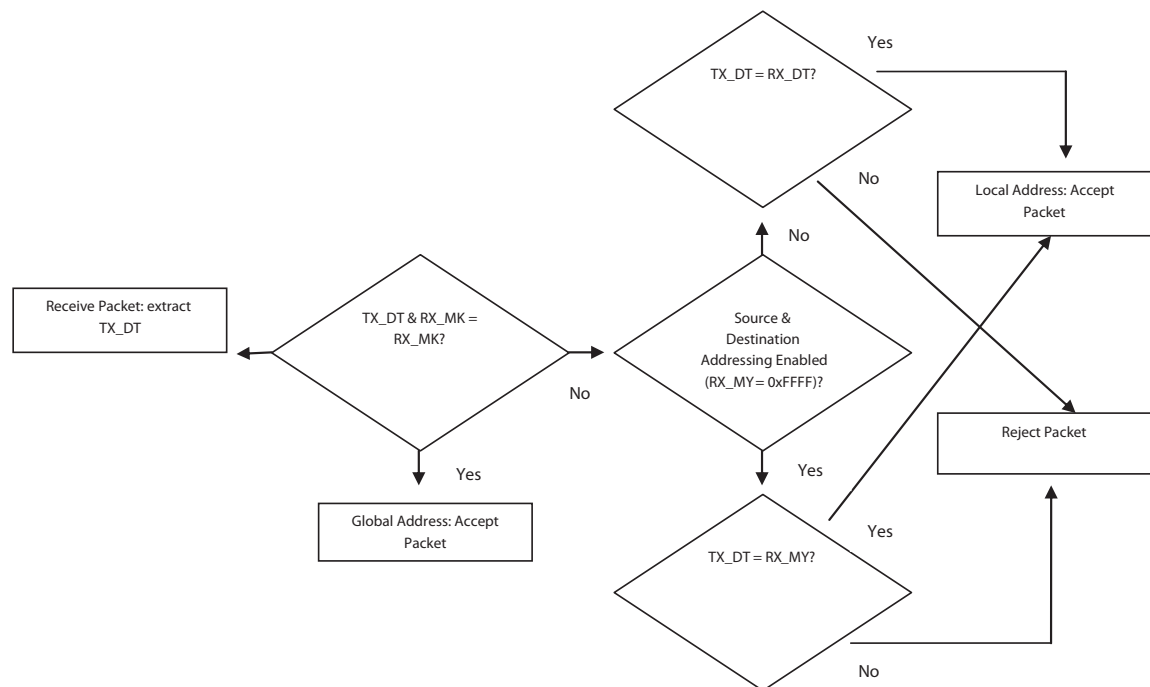 Yes
TX_DT = RX_DT?
No
Local Address: Accept
Packet
No
Receive Packet: extract
TX_DT
TX_DT & RX_MK =
RX_MK?
Source &
Destination
Addressing Enabled
(RX_MY = 0xFFFF)?
No
Reject Packet
Yes
Yes
Global Address: Accept
Packet
Yes
TX_DT = RX_MY?
No